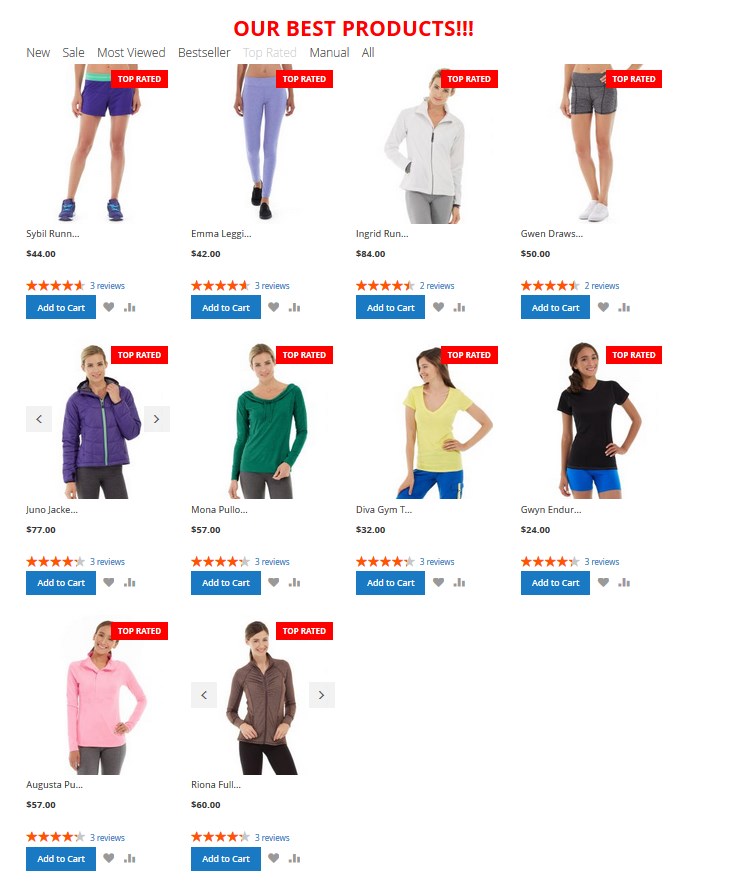 OUR BEST PRODUCTS!!!
New Sale Most Viewed Bestseller Top Rated Manual All
TOP RATED TOP RATED TOP RATED TOP RATED
Sybil Runn... Emma Leggi... Ingrid Run... Gwen Draws...
$44.00 $42.00 $84.00 $50.00
3 reviews 3 reviews 2 reviews 2 reviews
Add to Cart Add to Cart Add to Cart Add to Cart
TOP RATED TOP RATED TOP RATED TOP RATED
Juno Jacke... Mona Pullo... Diva Gym T... Gwyn Endur...
$77.00 $57.00 $32.00 $24.00
3 reviews 3 reviews 3 reviews 3 reviews
Add to Cart Add to Cart Add to Cart Add to Cart
TOP RATED TOP RATED
Augusta Pu... Riona Full...
$57.00 $60.00
3 reviews 3 reviews
Add to Cart Add to Cart